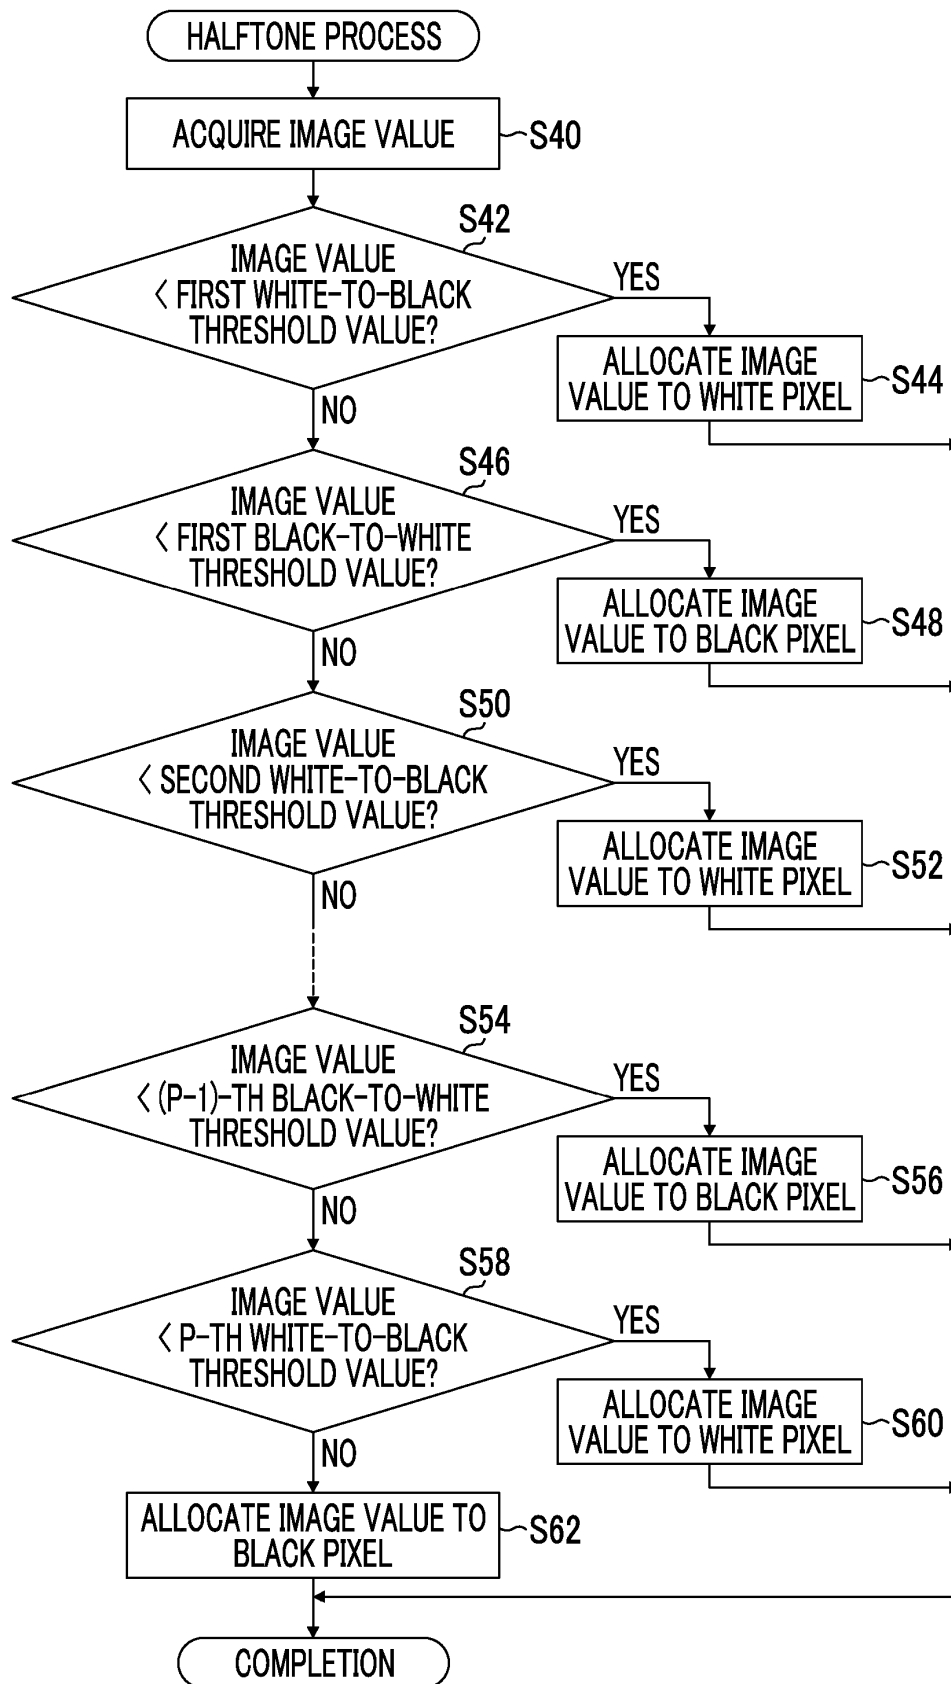 HALFTONE PROCESS
ACQUIRE IMAGE VALUE
S40
S42
IMAGE VALUE
< FIRST WHITE-TO-BLACK
THRESHOLD VALUE?
YES
ALLOCATE IMAGE
VALUE TO WHITE PIXEL
S44
NO
S46
IMAGE VALUE
< FIRST BLACK-TO-WHITE
THRESHOLD VALUE?
YES
ALLOCATE IMAGE
VALUE TO BLACK PIXEL
S48
NO
S50
IMAGE VALUE
< SECOND WHITE-TO-BLACK
THRESHOLD VALUE?
YES
ALLOCATE IMAGE
VALUE TO WHITE PIXEL
S52
NO
S54
IMAGE VALUE
< (P-1)-TH BLACK-TO-WHITE
THRESHOLD VALUE?
YES
ALLOCATE IMAGE
VALUE TO BLACK PIXEL
S56
NO
S58
IMAGE VALUE
< P-TH WHITE-TO-BLACK
THRESHOLD VALUE?
YES
ALLOCATE IMAGE
VALUE TO WHITE PIXEL
S60
NO
ALLOCATE IMAGE VALUE TO
BLACK PIXEL
S62
COMPLETION